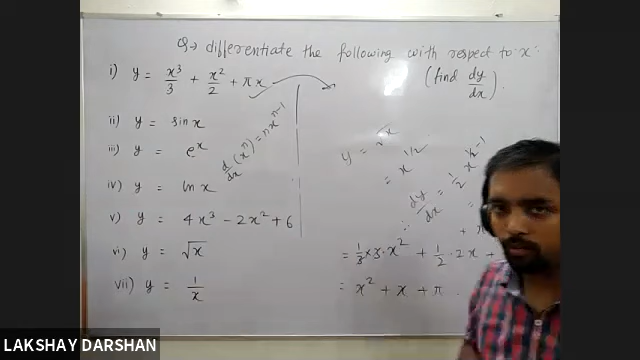 Q→ differentiate the following with respect to x:
(find dy/dx).
i) y = x³/3 + x²/2 + πx
ii) y = sin x
iii) y = eˣ
iv) y = ln x
v) y = 4x³ − 2x² + 6
vi) y = √x
vii) y = 1/x
d/dx (xⁿ) = nxⁿ⁻¹
y = √x
= x^1/2
∴ dy/dx = 1/2 x^1/2−1
=
+
= 1/3 × 3·x² + 1/2 · 2x +
= x² + x + π
LAKSHAY DARSHAN